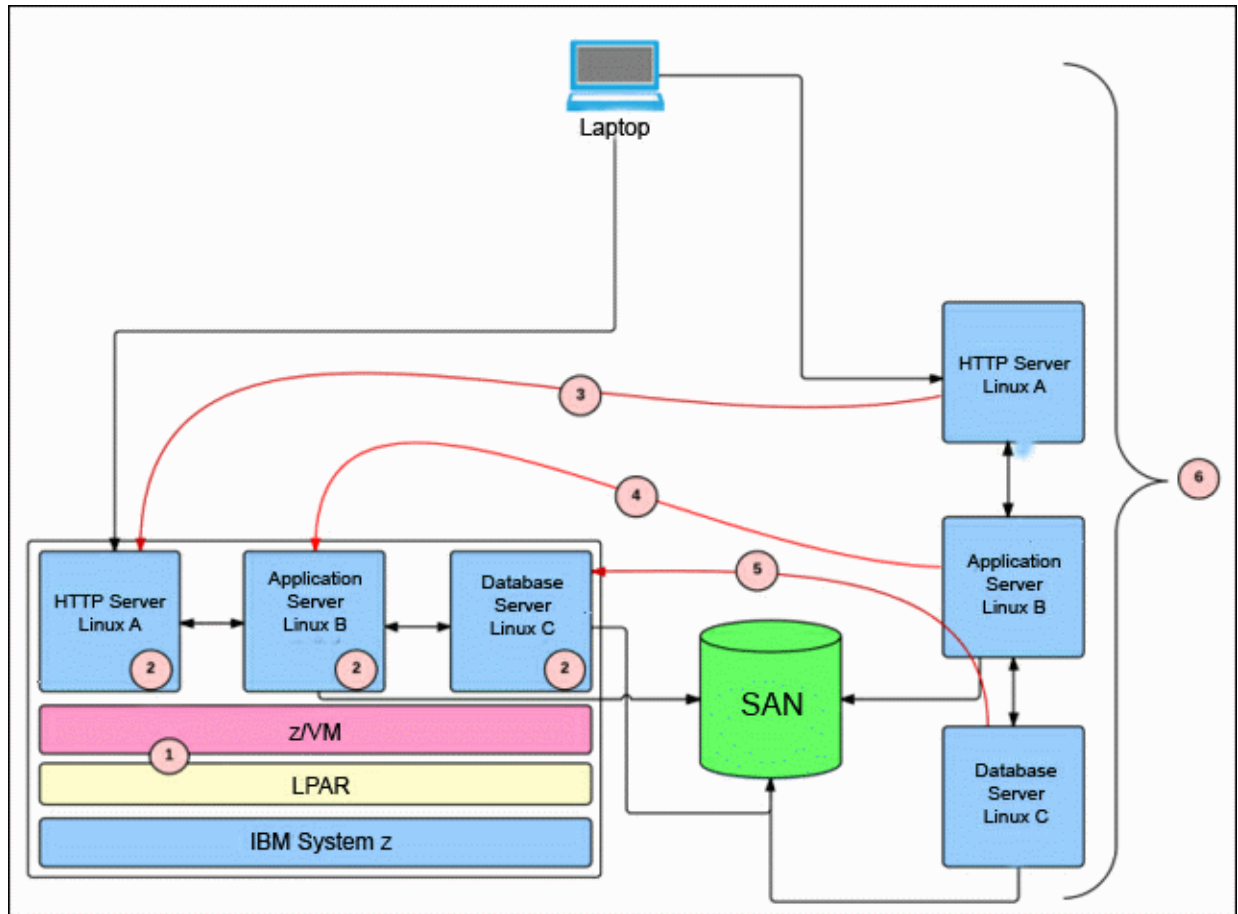 Laptop
HTTP Server
Linux A
3
6
4
Application
Server
Linux B
5
HTTP Server
Linux A
2
Application
Server
Linux B
2
Database
Server
Linux C
2
SAN
z/VM
1
LPAR
IBM System z
Database
Server
Linux C